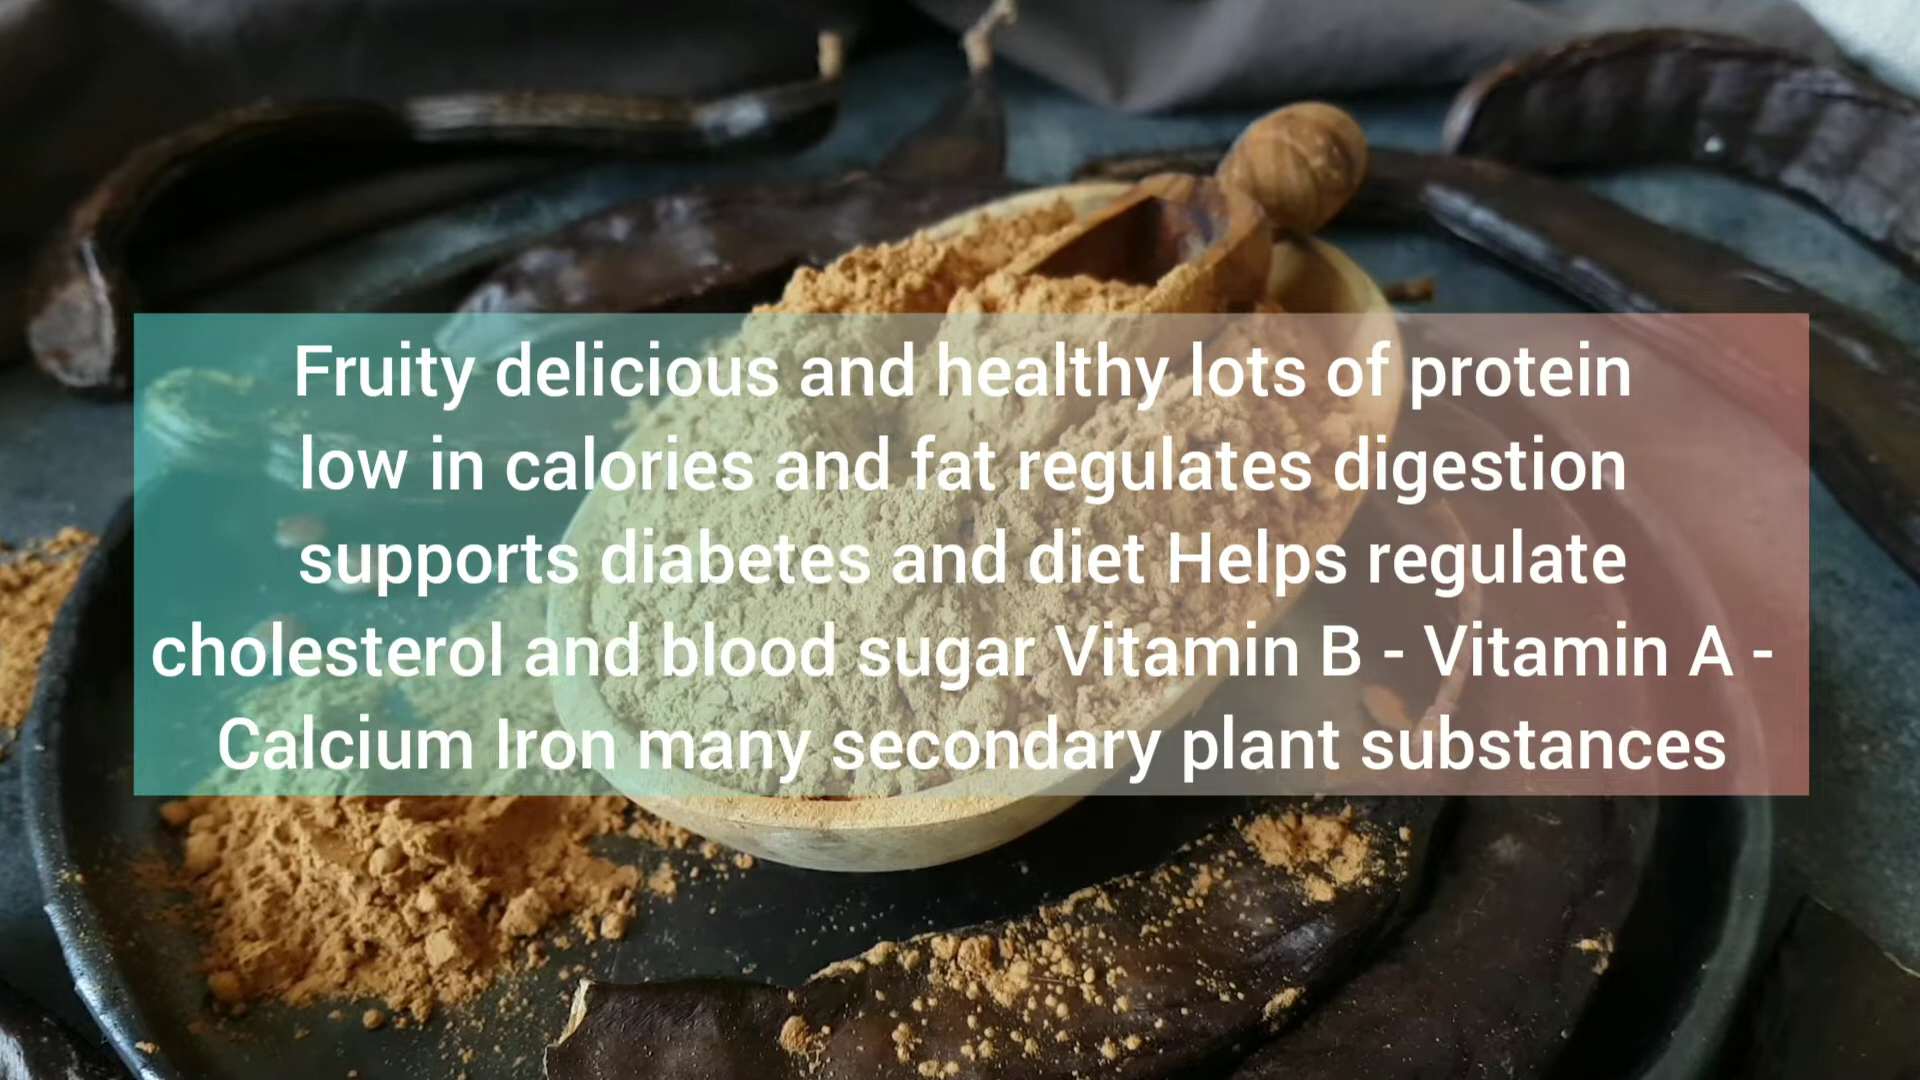 Fruity delicious and healthy lots of protein
low in calories and fat regulates digestion
supports diabetes and diet Helps regulate
cholesterol and blood sugar Vitamin B - Vitamin A -
Calcium Iron many secondary plant substances